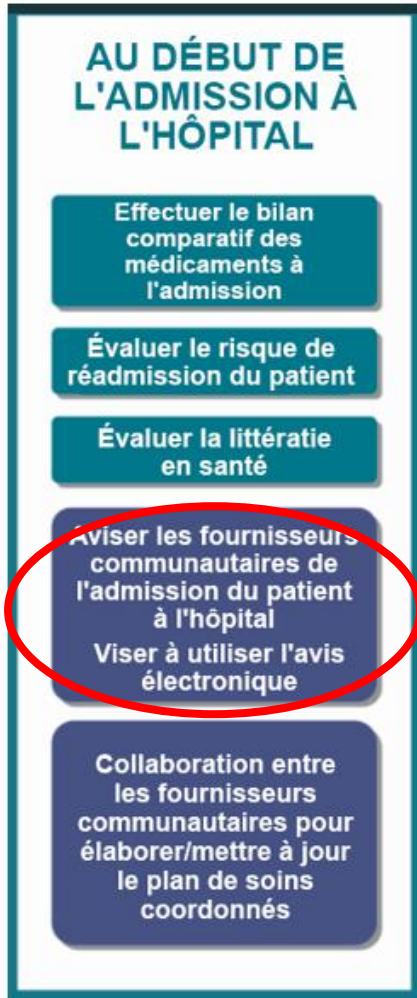 AU DÉBUT DE
L'ADMISSION À
L'HÔPITAL
Effectuer le bilan
comparatif des
médicaments à
l'admission
Évaluer le risque de
réadmission du patient
Évaluer la littératie
en santé
Aviser les fournisseurs
communautaires de
l'admission du patient
à l'hôpital
Viser à utiliser l'avis
électronique
Collaboration entre
les fournisseurs
communautaires pour
élaborer/mettre à jour
le plan de soins
coordonnés